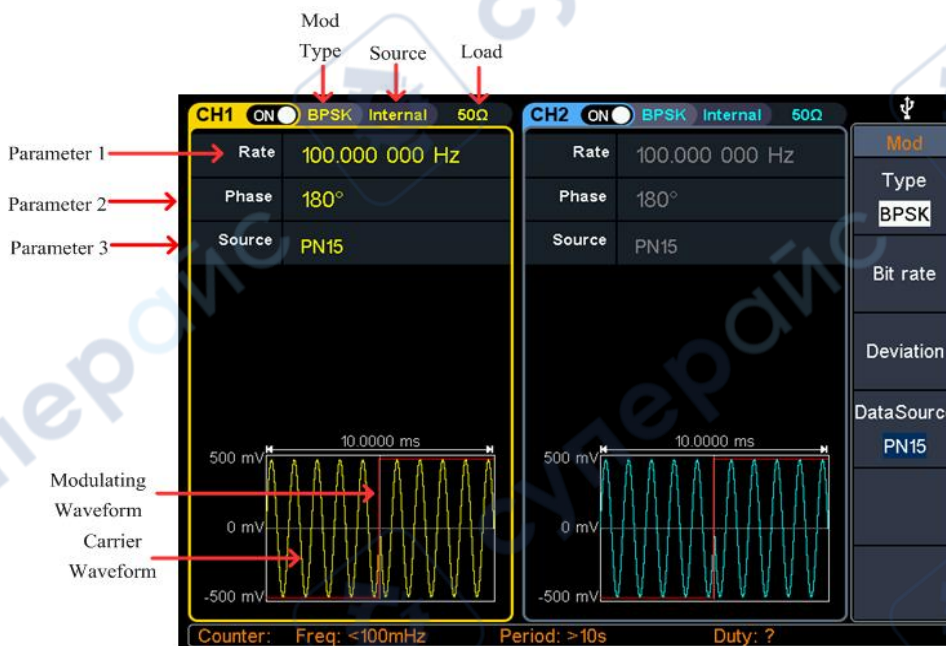 Mod
Type
Source
Load
CH1 ON BPSK Internal 50Ω
CH2 ON BPSK Internal 50Ω
Mod
Parameter 1
Rate 100.000 000 Hz
Rate 100.000 000 Hz
Type
BPSK
Parameter 2
Phase 180°
Phase 180°
Parameter 3
Source PN15
Source PN15
Bit rate
Deviation
DataSourc
PN15
10.0000 ms
10.0000 ms
500 mV
500 mV
Modulating
Waveform
0 mV
0 mV
Carrier
Waveform
-500 mV
-500 mV
Counter: Freq: <100mHz Period: >10s Duty: ?
суперайс